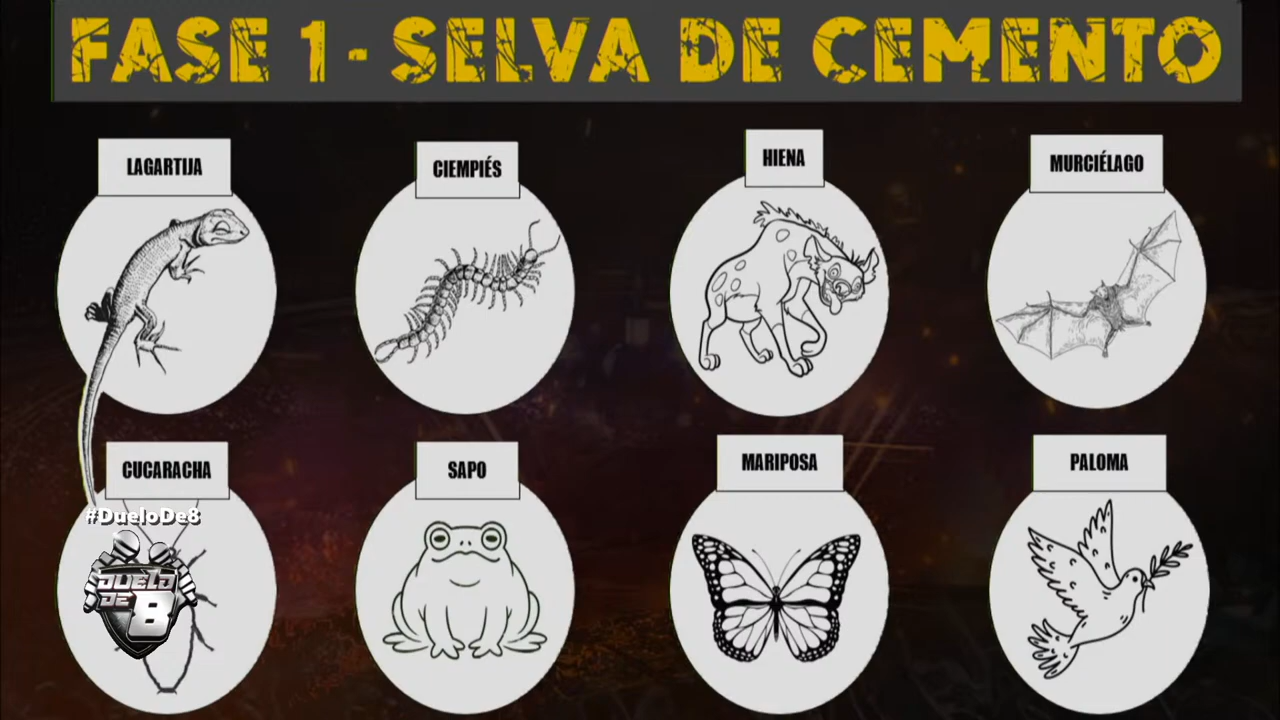 FASE 1 - SELVA DE CEMENTO
LAGARTIJA
CIEMPIÉS
HIENA
MURCIÉLAGO
CUCARACHA
SAPO
MARIPOSA
PALOMA
#DueloDe8
DUELO
DE 8